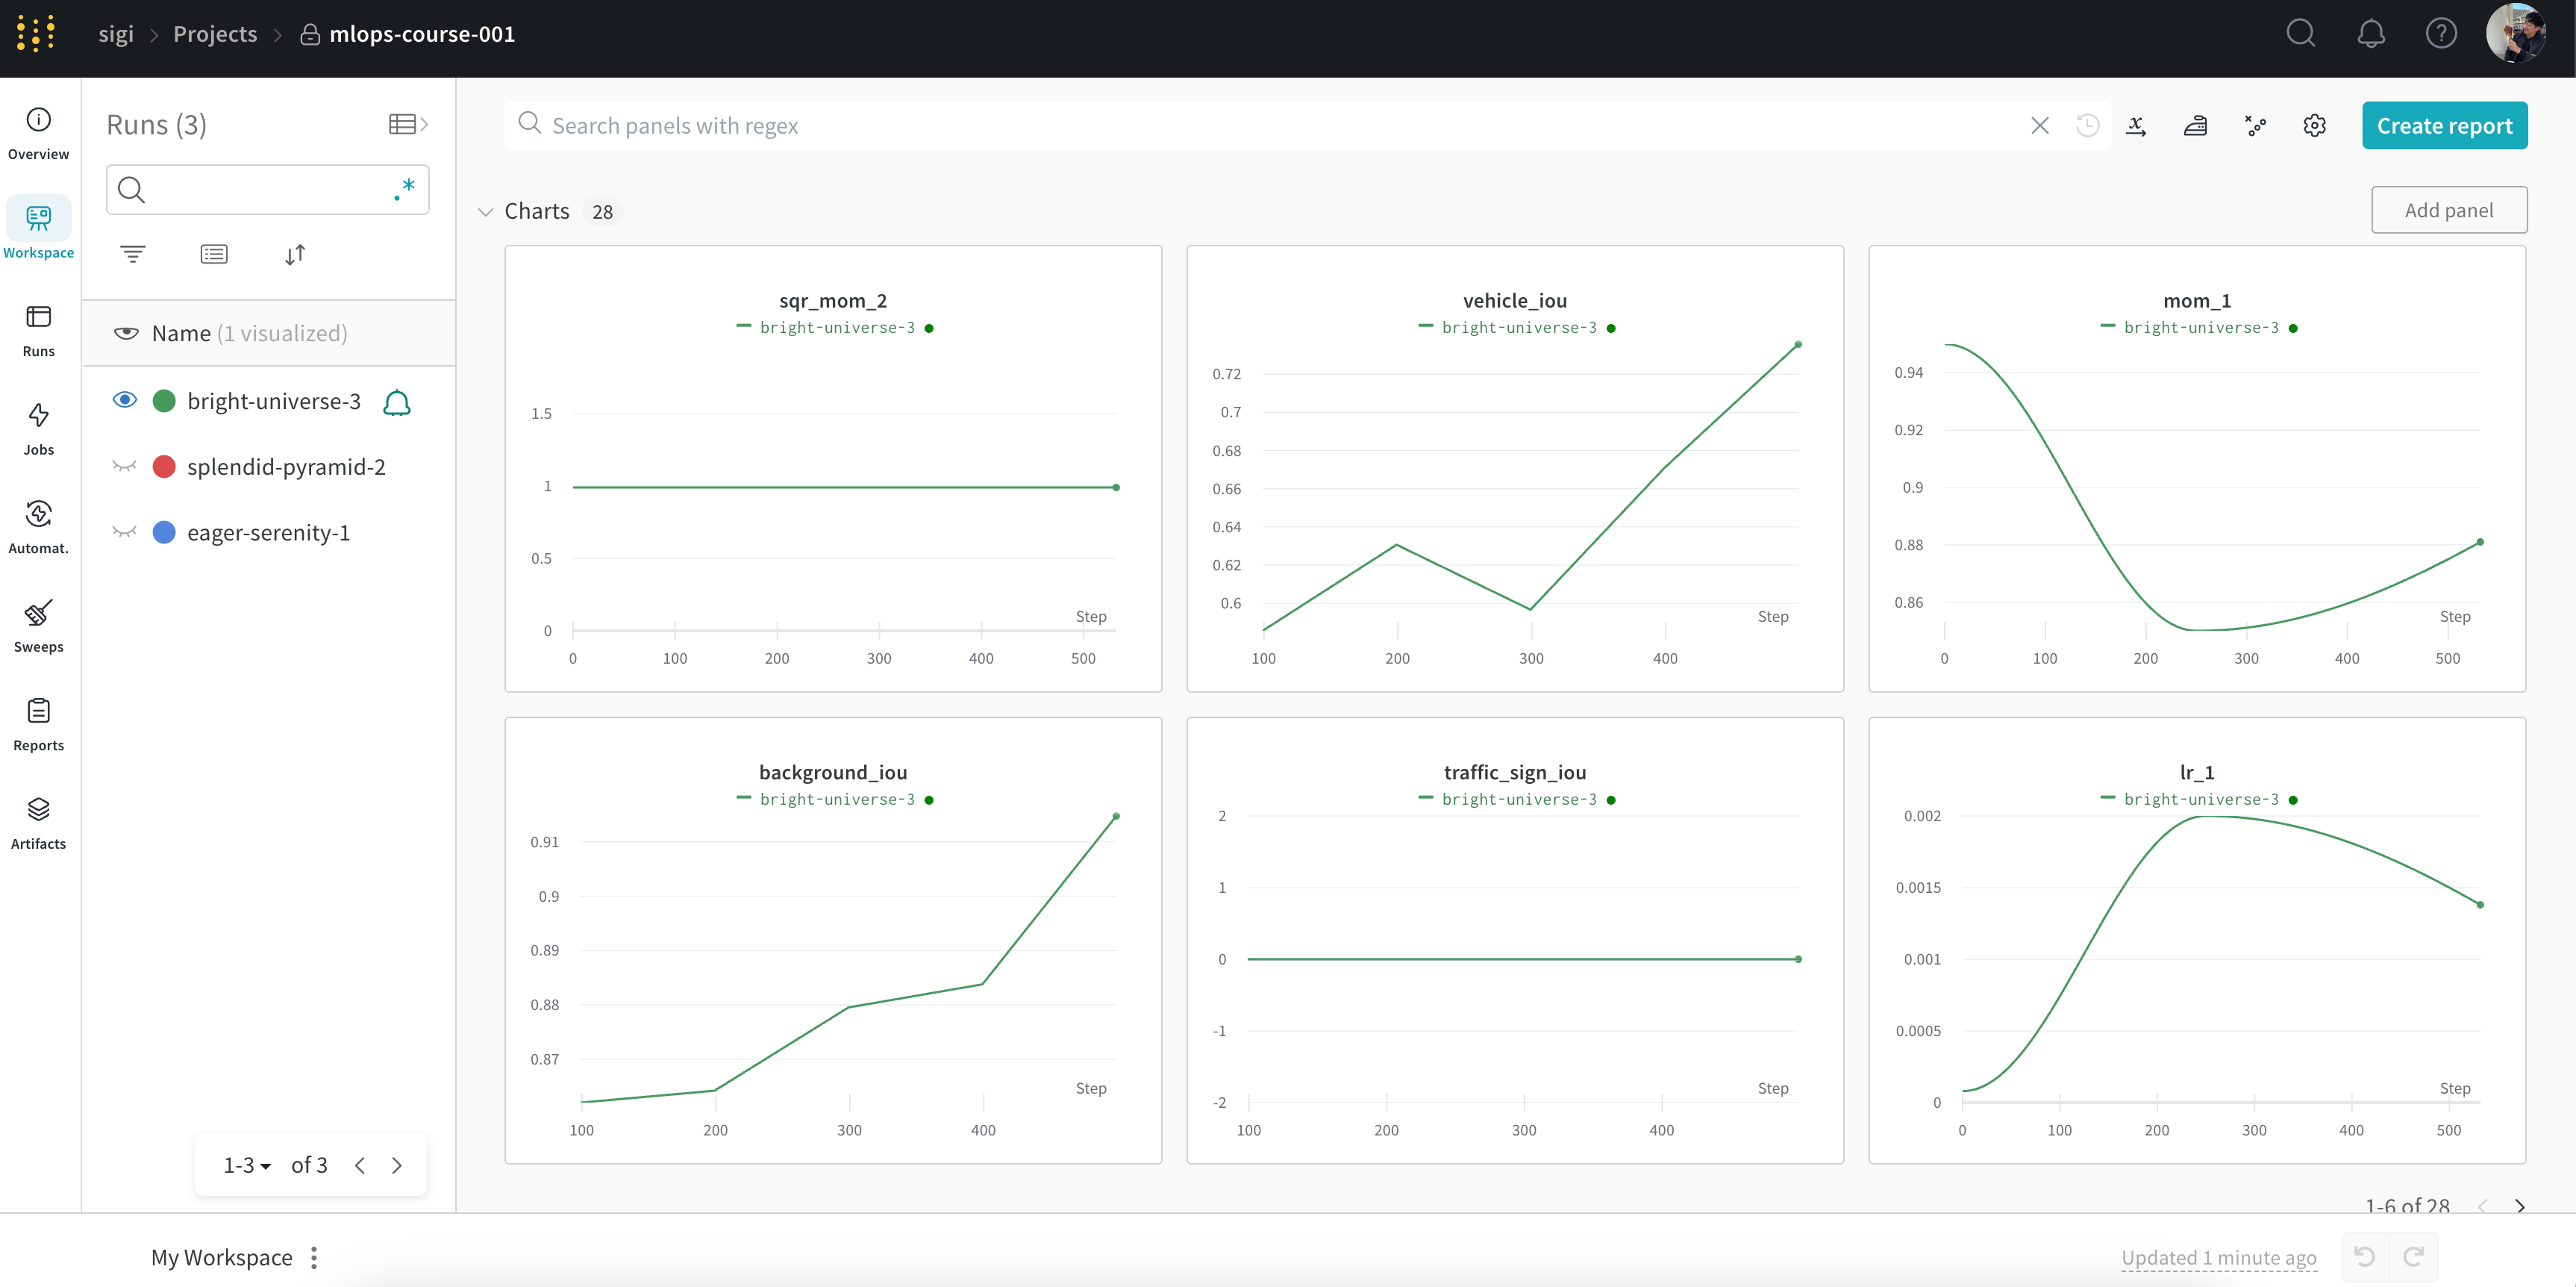 sigi > Projects > mlops-course-001
Overview
Workspace
Runs
Jobs
Automat.
Sweeps
Reports
Artifacts
Runs (3)
.*
Name (1 visualized)
bright-universe-3
splendid-pyramid-2
eager-serenity-1
1-3 of 3
Search panels with regex
Create report
Charts 28
Add panel
sqr_mom_2
bright-universe-3
1.5
1
0.5
0
Step
0 100 200 300 400 500
vehicle_iou
bright-universe-3
0.72
0.7
0.68
0.66
0.64
0.62
0.6
Step
100 200 300 400
mom_1
bright-universe-3
0.94
0.92
0.9
0.88
0.86
Step
0 100 200 300 400 500
background_iou
bright-universe-3
0.91
0.9
0.89
0.88
0.87
Step
100 200 300 400
traffic_sign_iou
bright-universe-3
2
1
0
-1
-2
Step
100 200 300 400
lr_1
bright-universe-3
0.002
0.0015
0.001
0.0005
0
Step
0 100 200 300 400 500
1-6 of 28
My Workspace
Updated 1 minute ago